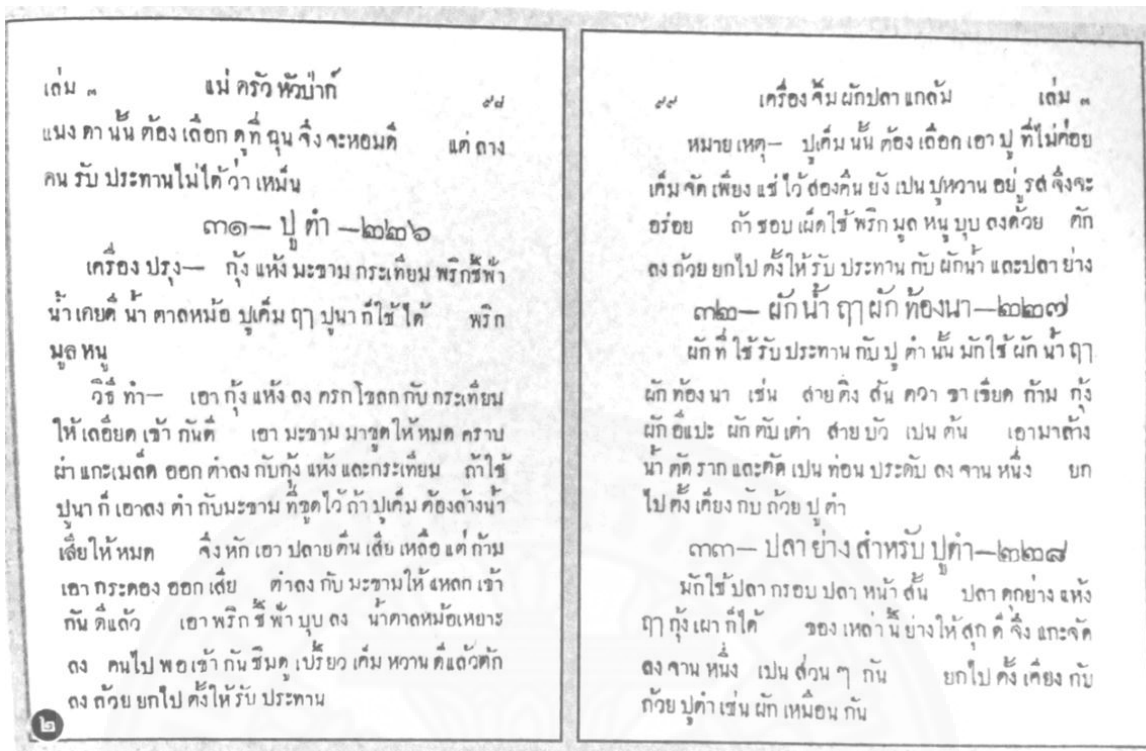 เล่ม ๓ แม่ ครัว หัวป่าก์ ๙๘
แนง ดา นั้น ต้อง เลือก ดูที่ ฉุน จึ่ง จะหอมดี แต่ ลาง
คน รับ ประทานไม่ได้ ว่า เหม็น
๓๑— ปู ตำ —๒๒๖
เครื่อง ปรุง— กุ้ง แห้ง มะขาม กระเทียม พริกชี้ฟ้า
น้ำ เคยดี น้ำ ตาลหม้อ ปูเค็ม ฤๅ ปูนา ก็ใช้ ได้ พริก
มูล หนู
วิธี ทำ— เอา กุ้ง แห้ง ลง ครก โขลก กับ กระเทียม
ให้ เลอียด เข้า กันดี เอา มะขาม มาขูด ให้ หมด คราบ
ผ่า แกะเมล็ด ออก ตำลง กับกุ้ง แห้ง และกระเทียม ถ้าใช้
ปูนา ก็ เอาลง ตำ กับมะขาม ที่ขูดไว้ ถ้า ปูเค็ม ต้องล้างน้ำ
เสียให้ หมด จึ่ง หัก เอา ปลาย ตีน เสีย เหลือ แต่ ก้าม
เอา กระดอง ออก เสีย ตำลง กับ มะขามให้ แหลก เข้า
กัน ดีแล้ว เอา พริก ชี้ ฟ้า บุบ ลง น้ำตาลหม้อเหยาะ
ลง คนไป พอ เข้า กัน ชิมดู เปรี้ยว เค็ม หวาน ดีแล้วตัก
ลง ถ้วย ยกไป ตั้งให้ รับ ประทาน
๒
๙๙ เครื่อง จิ้ม ผักปลา แกล้ม เล่ม ๓
หมาย เหตุ— ปูเค็ม นั้น ต้อง เลือก เอา ปู ที่ไม่ค่อย
เค็ม จัด เพียง แช่ ไว้ สองคืน ยัง เปน ปูหวาน อยู่ รศ จึ่งจะ
อร่อย ถ้า ชอบ เผ็ด ใช้ พริก มูล หนู บุบ ลงด้วย ตัก
ลง ถ้วย ยกไป ตั้งให้ รับ ประทาน กับ ผักน้ำ และปลา ย่าง
๓๒— ผัก น้ำ ฤๅ ผัก ท้องนา—๒๒๗
ผัก ที่ ใช้ รับ ประทาน กับ ปู ตำ นั้น มักใช้ ผัก น้ำ ฤๅ
ผัก ท้อง นา เช่น สาย ติ่ง สัน ตวา ขา เขียด ก้าม กุ้ง
ผัก อีแปะ ผัก ตับ เต่า สาย บัว เปน ต้น เอามา ล้าง
น้ำ ตัด ราก และตัด เปน ท่อน ประดับ ลง จาน หนึ่ง ยก
ไป ตั้ง เคียง กับ ถ้วย ปู ตำ
๓๓— ปลา ย่าง สำหรับ ปูตำ—๒๒๘
มักใช้ ปลา กรอบ ปลา หน้า สั้น ปลา ดุกย่าง แห้ง
ฤๅ กุ้ง เผา ก็ได้ ของ เหล่า นี้ ย่างให้ สุก ดี จึ่ง แกะจัด
ลง จาน หนึ่ง เปน ส่วน ๆ กัน ยกไป ตั้ง เคียง กับ
ถ้วย ปูตำ เช่น ผัก เหมือน กัน